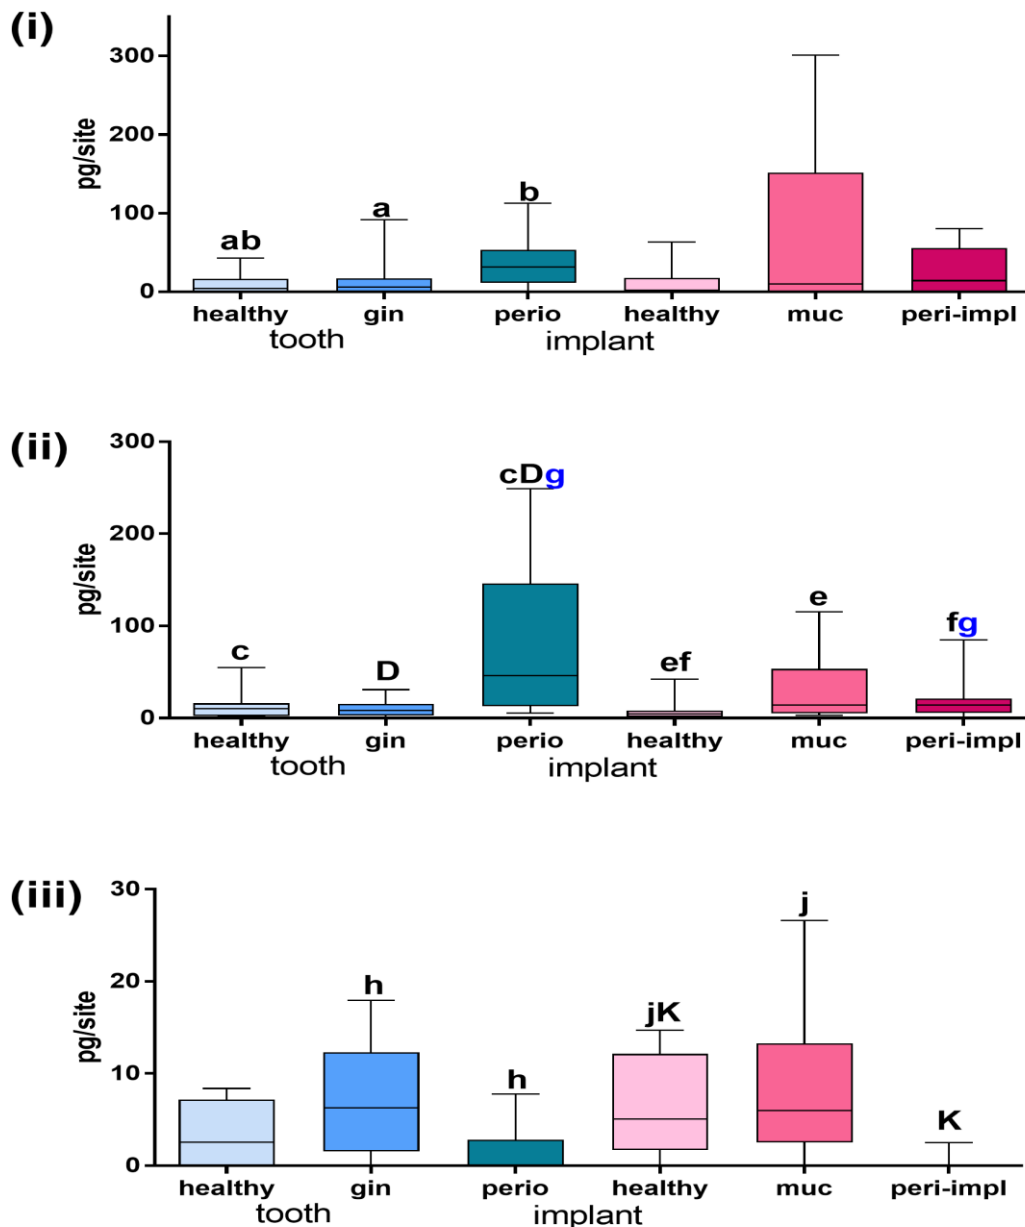 (i)
300
200
100
0
pg/site
ab
a
b
healthy gin perio healthy muc peri-impl
tooth implant
(ii)
300
200
100
0
pg/site
c
D
cDg
ef
e
fg
healthy gin perio healthy muc peri-impl
tooth implant
(iii)
30
20
10
0
pg/site
h
h
jK
j
K
healthy gin perio healthy muc peri-impl
tooth implant